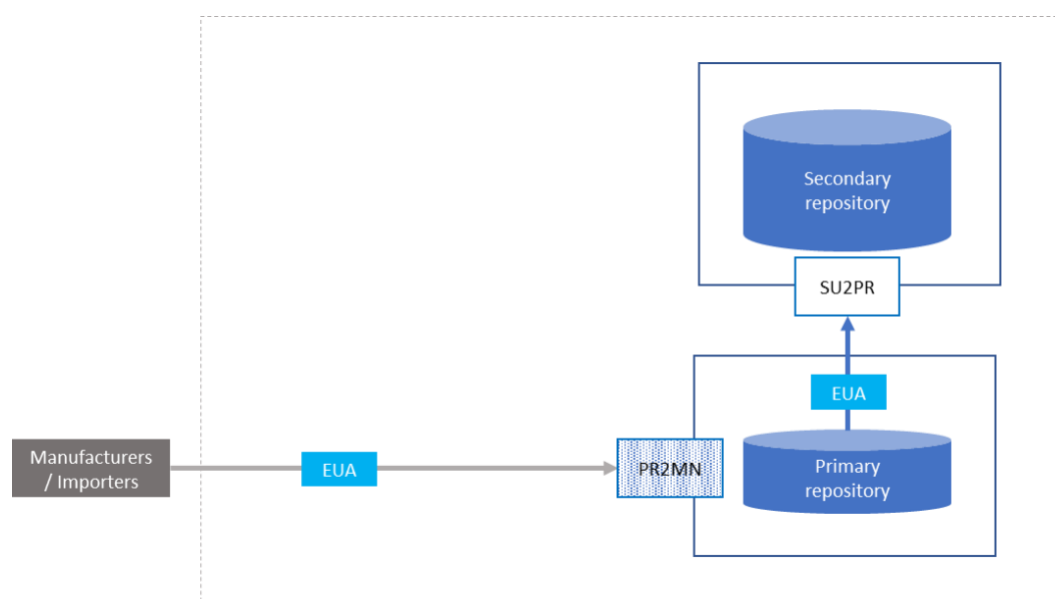 Secondary
repository
SU2PR
EUA
Manufacturers
/ Importers
EUA
PR2MN
Primary
repository